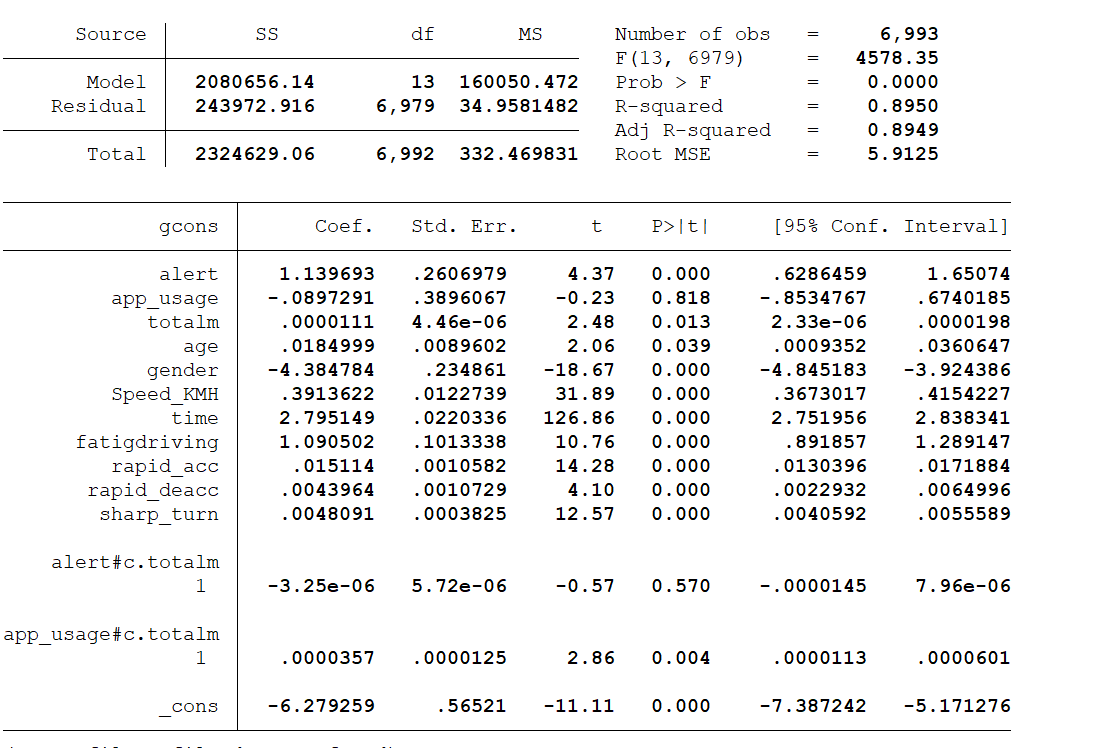 Source SS df MS Number of obs = 6,993
F(13, 6979) = 4578.35
Model 2080656.14 13 160050.472 Prob > F = 0.0000
Residual 243972.916 6,979 34.9581482 R-squared = 0.8950
Adj R-squared = 0.8949
Total 2324629.06 6,992 332.469831 Root MSE = 5.9125
gcons Coef. Std. Err. t P>|t| [95% Conf. Interval]
alert 1.139693 .2606979 4.37 0.000 .6286459 1.65074
app_usage -.0897291 .3896067 -0.23 0.818 -.8534767 .6740185
totalm .0000111 4.46e-06 2.48 0.013 2.33e-06 .0000198
age .0184999 .0089602 2.06 0.039 .0009352 .0360647
gender -4.384784 .234861 -18.67 0.000 -4.845183 -3.924386
Speed_KMH .3913622 .0122739 31.89 0.000 .3673017 .4154227
time 2.795149 .0220336 126.86 0.000 2.751956 2.838341
fatigdriving 1.090502 .1013338 10.76 0.000 .891857 1.289147
rapid_acc .015114 .0010582 14.28 0.000 .0130396 .0171884
rapid_deacc .0043964 .0010729 4.10 0.000 .0022932 .0064996
sharp_turn .0048091 .0003825 12.57 0.000 .0040592 .0055589
alert#c.totalm
1 -3.25e-06 5.72e-06 -0.57 0.570 -.0000145 7.96e-06
app_usage#c.totalm
1 .0000357 .0000125 2.86 0.004 .0000113 .0000601
_cons -6.279259 .56521 -11.11 0.000 -7.387242 -5.171276